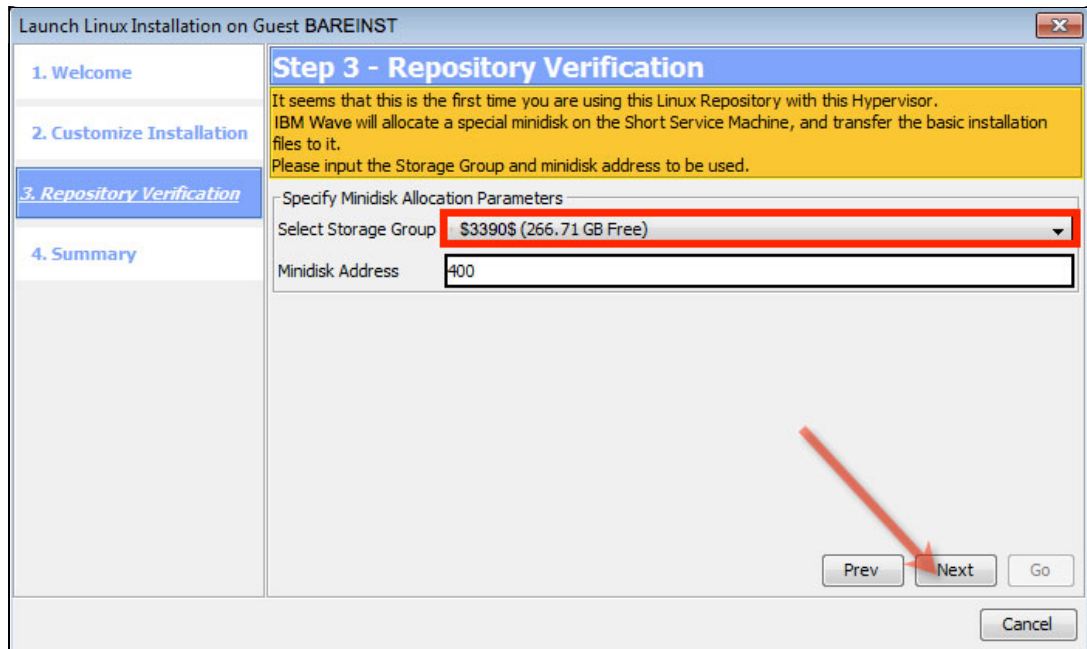 Launch Linux Installation on Guest BAREINST
1. Welcome
2. Customize Installation
3. Repository Verification
4. Summary
Step 3 - Repository Verification
It seems that this is the first time you are using this Linux Repository with this Hypervisor.
IBM Wave will allocate a special minidisk on the Short Service Machine, and transfer the basic installation
files to it.
Please input the Storage Group and minidisk address to be used.
Specify Minidisk Allocation Parameters
Select Storage Group $3390$ (266.71 GB Free)
Minidisk Address 400
Prev Next Go
Cancel